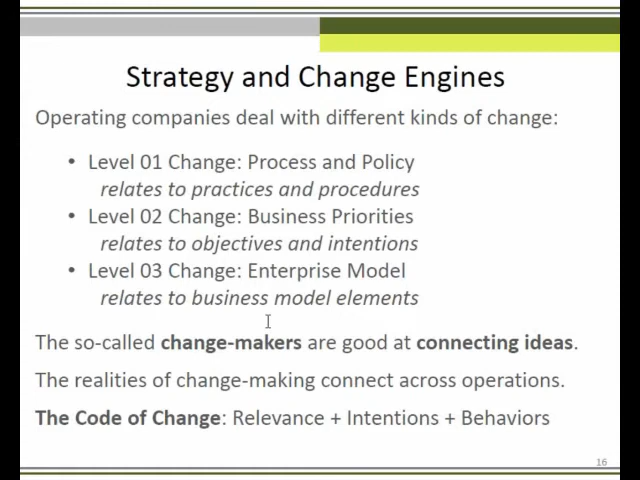 Strategy and Change Engines
Operating companies deal with different kinds of change:
• Level 01 Change: Process and Policy
relates to practices and procedures
• Level 02 Change: Business Priorities
relates to objectives and intentions
• Level 03 Change: Enterprise Model
relates to business model elements
The so-called change-makers are good at connecting ideas.
The realities of change-making connect across operations.
The Code of Change: Relevance + Intentions + Behaviors
16